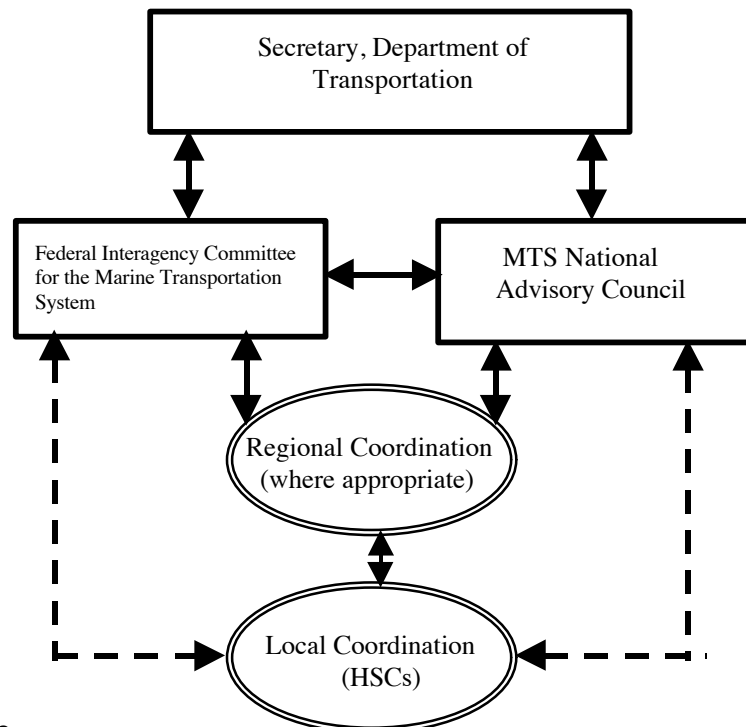 Secretary, Department of
Transportation
Federal Interagency Committee
for the Marine Transportation
System
MTS National
Advisory Council
Regional Coordination
(where appropriate)
Local Coordination
(HSCs)